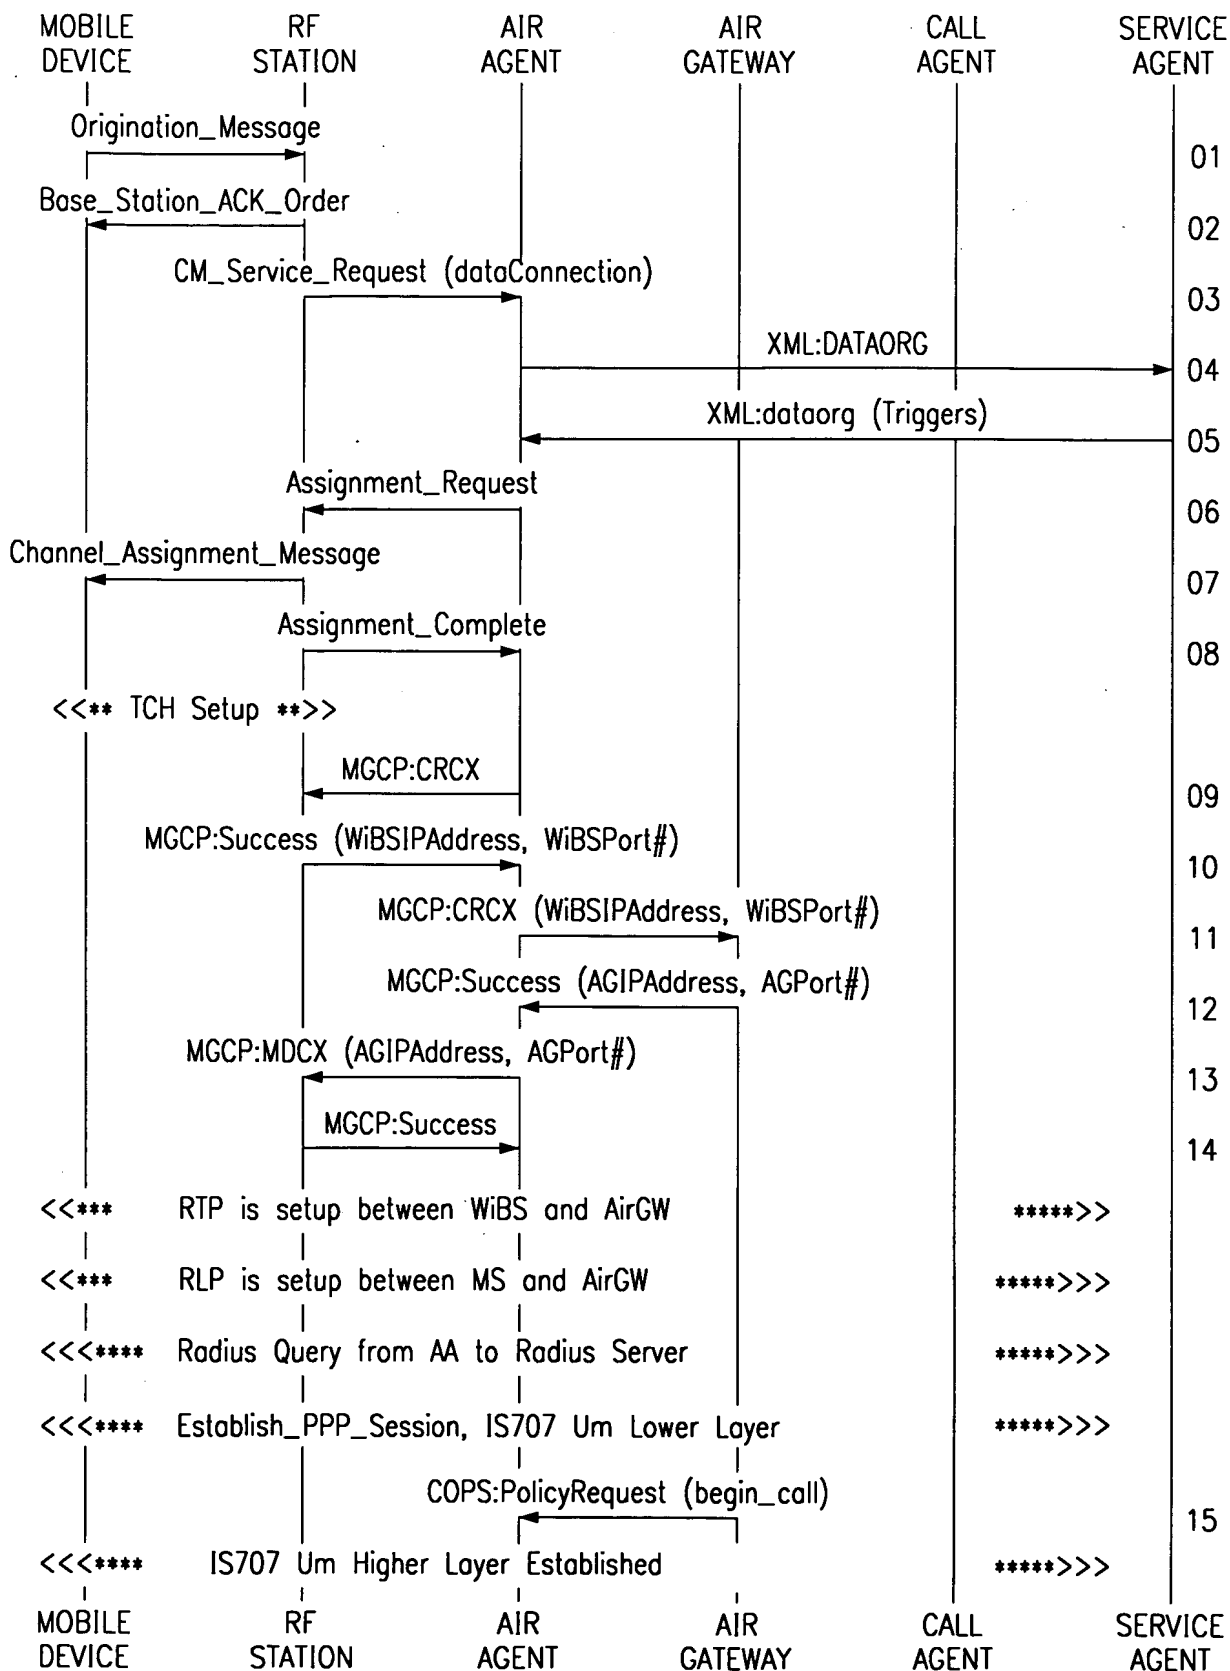 MOBILE DEVICE
RF STATION
AIR AGENT
AIR GATEWAY
CALL AGENT
SERVICE AGENT
Origination_Message
01
Base_Station_ACK_Order
02
CM_Service_Request (dataConnection)
03
XML:DATAORG
04
XML:dataorg (Triggers)
05
Assignment_Request
06
Channel_Assignment_Message
07
Assignment_Complete
08
<<** TCH Setup **>>
MGCP:CRCX
09
MGCP:Success (WiBSIPAddress, WiBSPort#)
10
MGCP:CRCX (WiBSIPAddress, WiBSPort#)
11
MGCP:Success (AGIPAddress, AGPort#)
12
MGCP:MDCX (AGIPAddress, AGPort#)
13
MGCP:Success
14
<<*** RTP is setup between WiBS and AirGW *****>>
<<*** RLP is setup between MS and AirGW *****>>>
<<<**** Radius Query from AA to Radius Server *****>>>
<<<**** Establish_PPP_Session, IS707 Um Lower Layer *****>>>
COPS:PolicyRequest (begin_call)
15
<<<**** IS707 Um Higher Layer Established *****>>>
MOBILE DEVICE
RF STATION
AIR AGENT
AIR GATEWAY
CALL AGENT
SERVICE AGENT